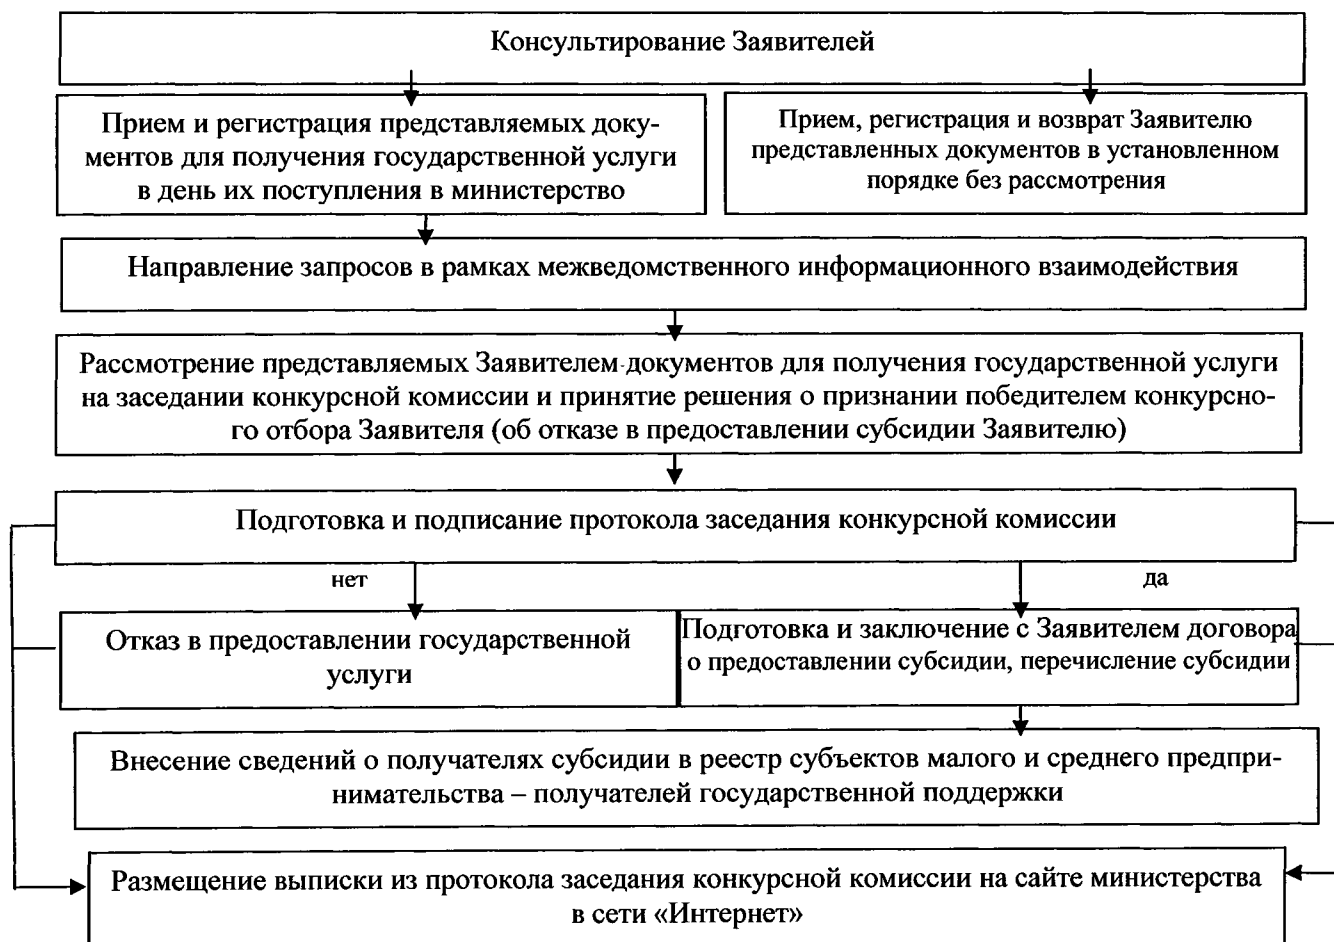 Консультирование Заявителей
Прием и регистрация представляемых доку-
ментов для получения государственной услуги
в день их поступления в министерство
Прием, регистрация и возврат Заявителю
представленных документов в установленном
порядке без рассмотрения
Направление запросов в рамках межведомственного информационного взаимодействия
Рассмотрение представляемых Заявителем документов для получения государственной услуги
на заседании конкурсной комиссии и принятие решения о признании победителем конкурсно-
го отбора Заявителя (об отказе в предоставлении субсидии Заявителю)
Подготовка и подписание протокола заседания конкурсной комиссии
нет
да
Отказ в предоставлении государственной
услуги
Подготовка и заключение с Заявителем договора
о предоставлении субсидии, перечисление субсидии
Внесение сведений о получателях субсидии в реестр субъектов малого и среднего предпри-
нимательства – получателей государственной поддержки
Размещение выписки из протокола заседания конкурсной комиссии на сайте министерства
в сети «Интернет»